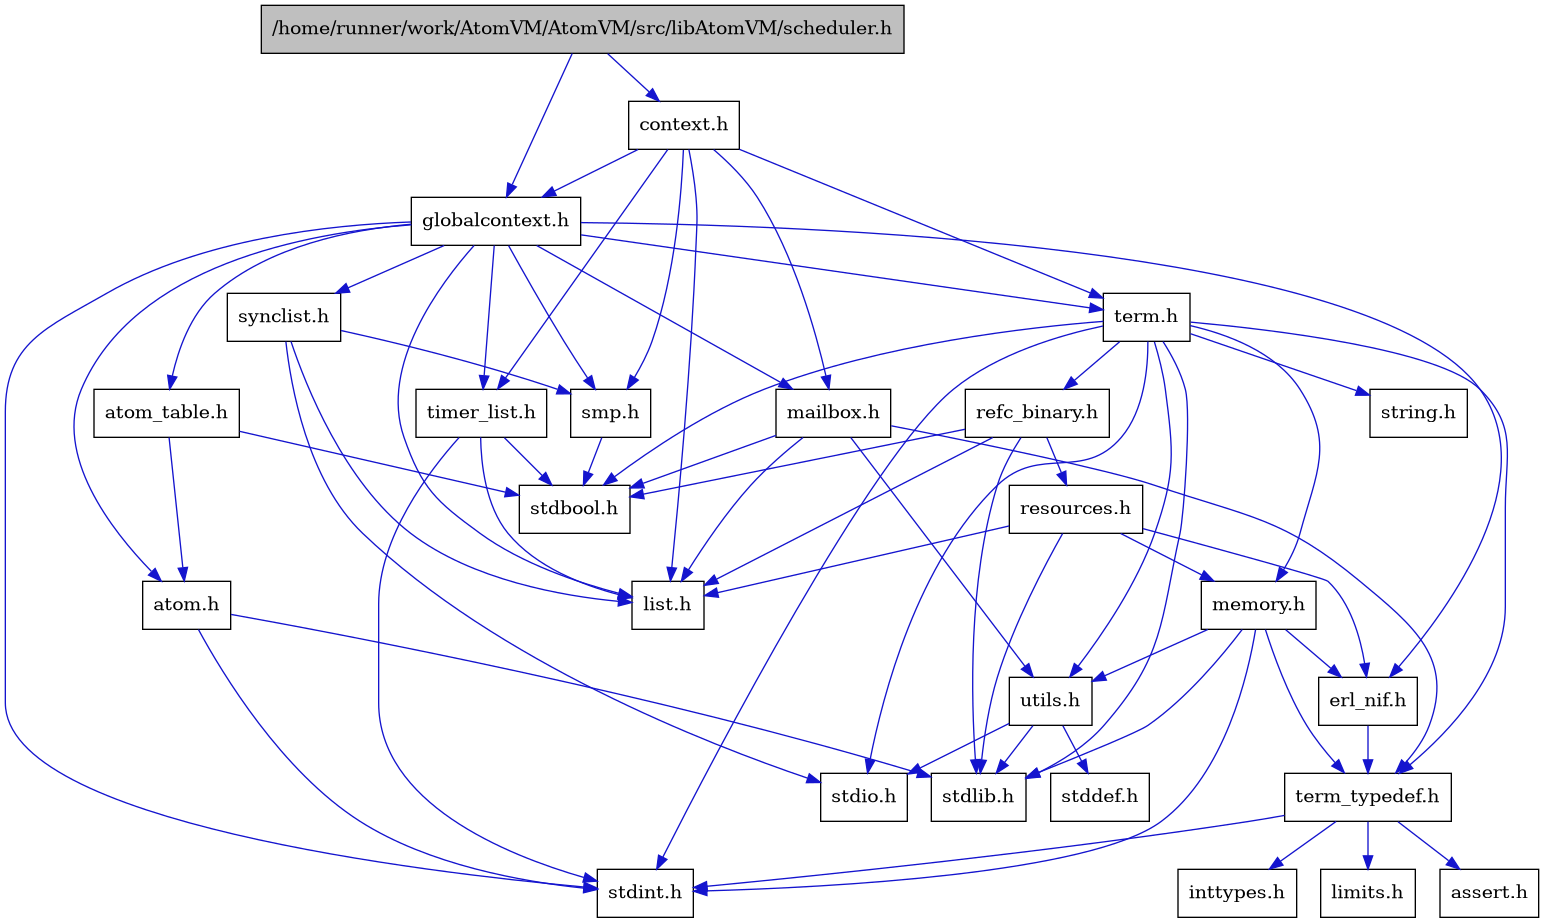 /home/runner/work/AtomVM/AtomVM/src/libAtomVM/scheduler.h
context.h
globalcontext.h
synclist.h
term.h
atom_table.h
timer_list.h
smp.h
mailbox.h
refc_binary.h
string.h
stdbool.h
resources.h
atom.h
list.h
memory.h
utils.h
erl_nif.h
stdio.h
stdlib.h
stddef.h
term_typedef.h
stdint.h
inttypes.h
limits.h
assert.h